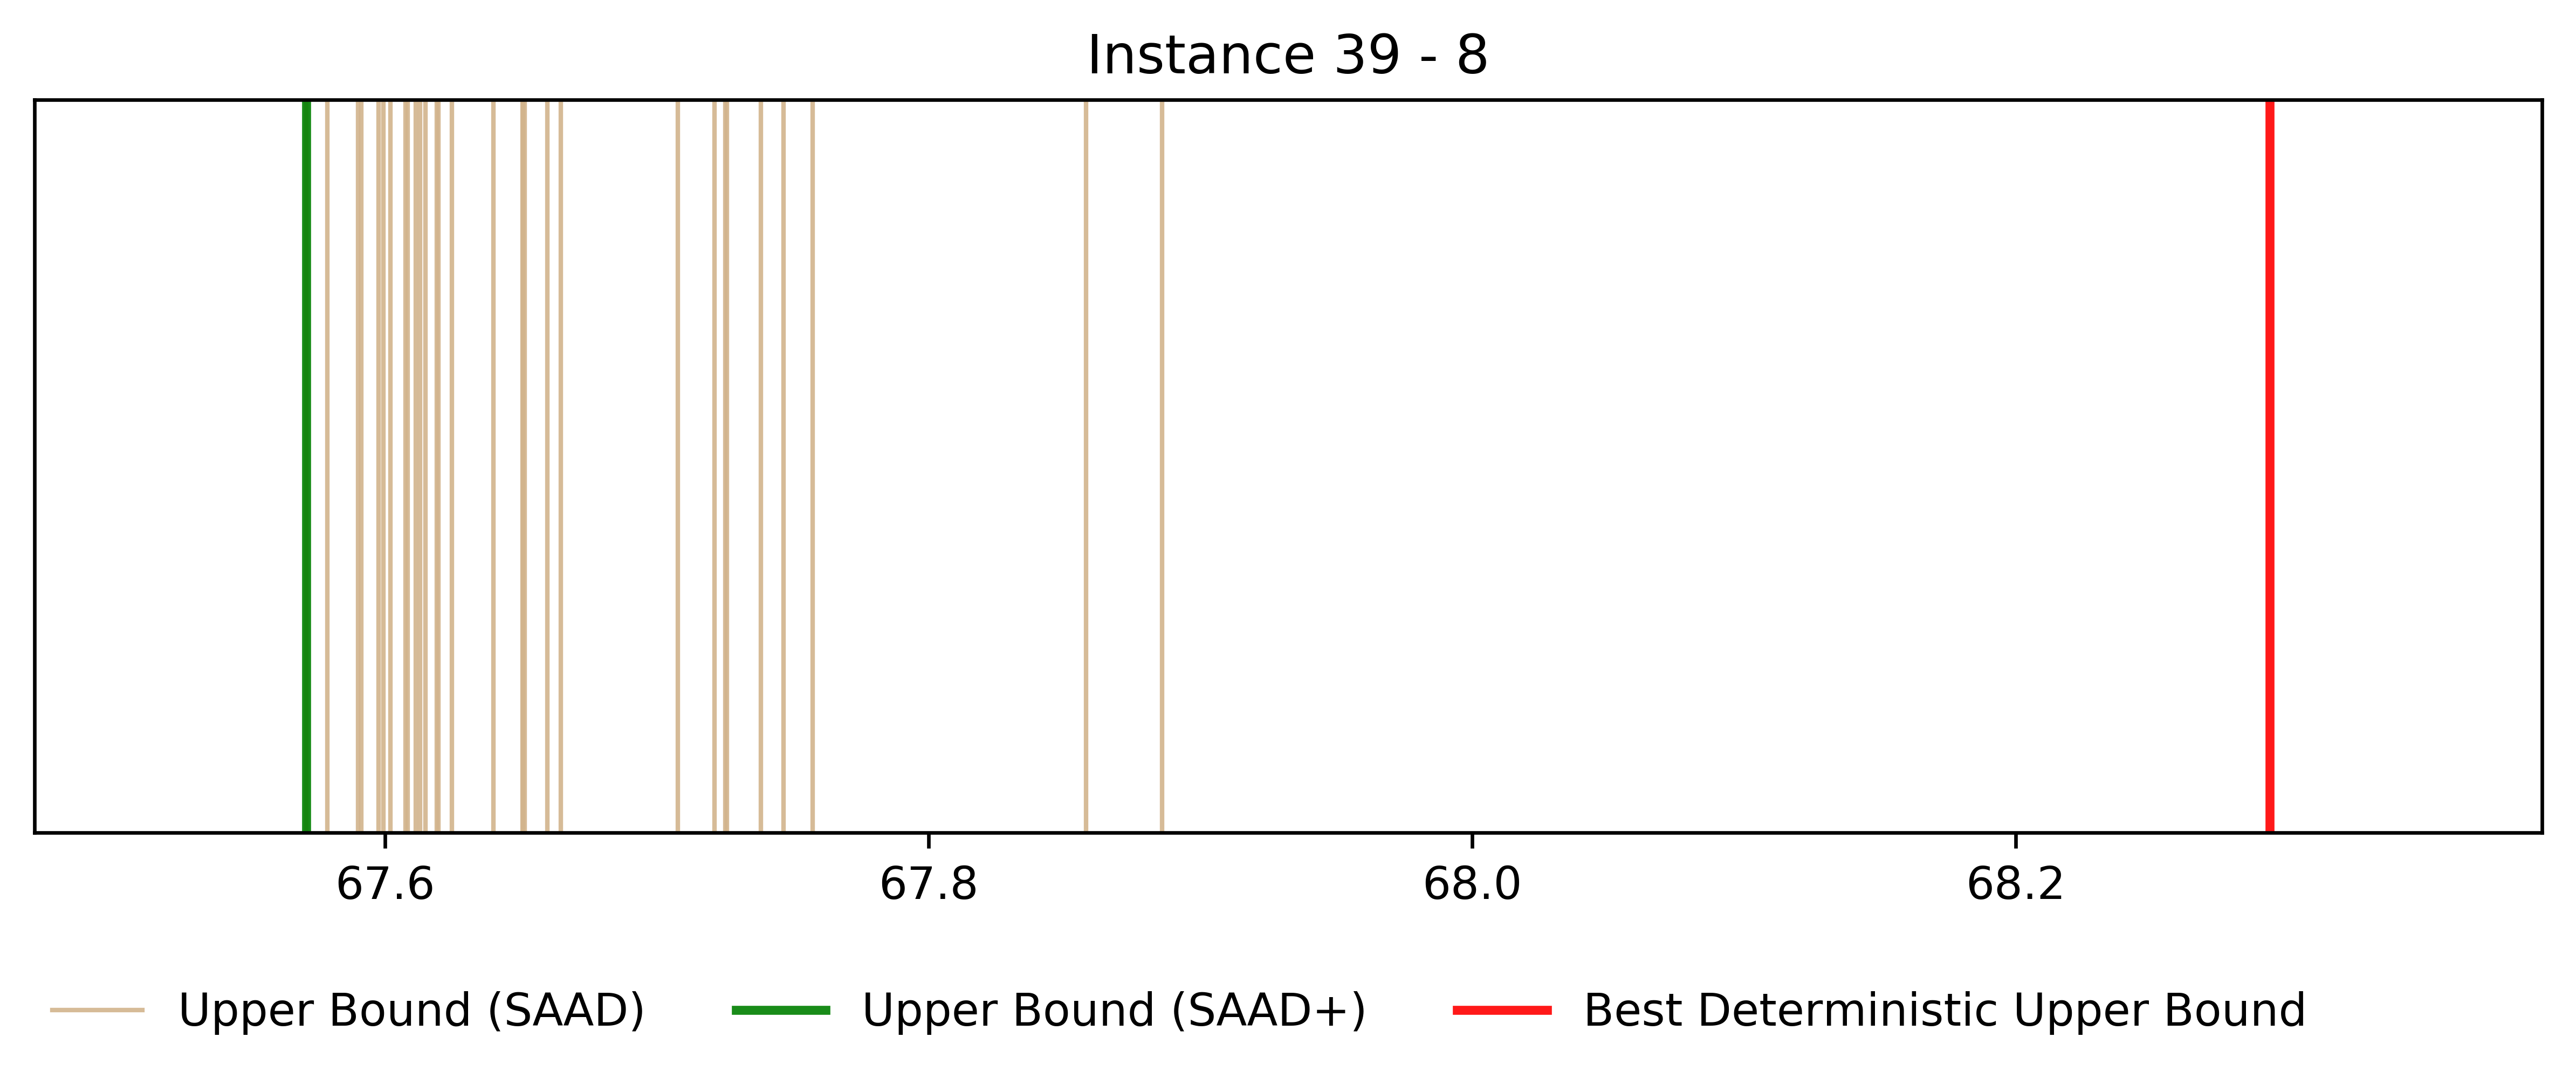 Instance 39 - 8
67.6 67.8 68.0 68.2
Upper Bound (SAAD) Upper Bound (SAAD+) Best Deterministic Upper Bound